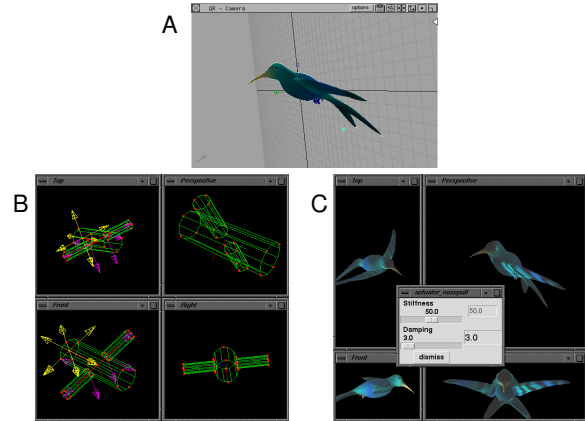 A
QR - Camera
options
B
Top
Perspective
Front
Right
C
Top
Perspective
actuator_nosepull
Stiffness
50.0
50.0
Damping
3.0
3.0
dismiss
Front